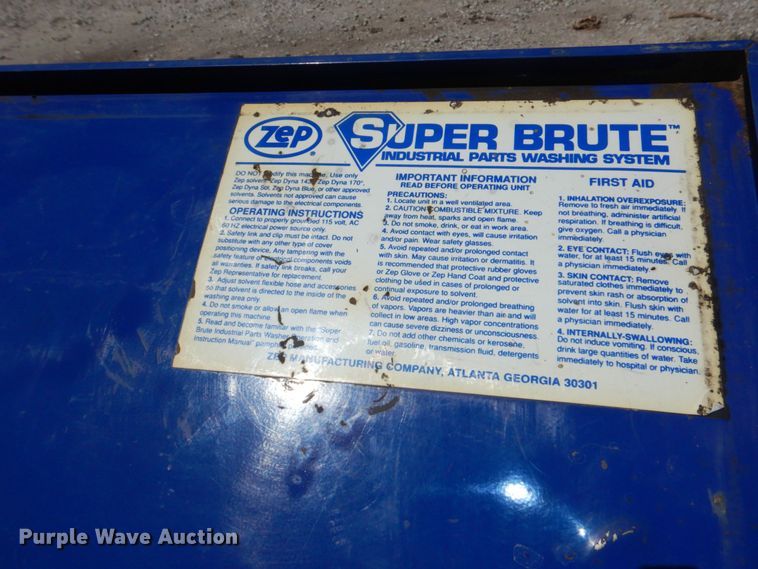 Zep
SUPER BRUTE™
INDUSTRIAL PARTS WASHING SYSTEM
DO NOT modify this machine. Use only
Zep solvents Zep Dyna 143, Zep Dyna 170°,
Zep Dyna Sol, Zep Dyna Blue, or other approved
solvents. Solvents not approved can cause
serious damage to the electrical components.
OPERATING INSTRUCTIONS
1. Connect to properly grounded 115 volt, AC
60 HZ electrical power source only.
2. Safety link and clip must be intact. Do not
substitute with any other type of cover
positioning device. Any tampering with the
safety feature or components voids
all warranties. If safety link breaks, call your
Zep Representative for replacement.
3. Adjust solvent flexible hose and accessories
so that solvent is directed to the inside of the
washing area only.
4. Do not smoke or allow an open flame when
operating this machine.
5. Read and become familiar with the "Super
Brute Industrial Parts Washer Operation and
Instruction Manual" pamphlet
IMPORTANT INFORMATION
READ BEFORE OPERATING UNIT
PRECAUTIONS:
1. Locate unit in a well ventilated area.
2. CAUTION COMBUSTIBLE MIXTURE. Keep
away from heat, sparks and open flame.
3. Do not smoke, drink, or eat in work area.
4. Avoid contact with eyes, will cause irritation
and/or pain. Wear safety glasses.
5. Avoid repeated and/or prolonged contact
with skin. May cause irritation or dermatitis. It
is recommended that protective rubber gloves
or Zep Glove or Zep Hand Coat and protective
clothing be used in cases of prolonged or
continual exposure to solvent.
6. Avoid repeated and/or prolonged breathing
of vapors. Vapors are heavier than air and will
collect in low areas. High vapor concentrations
can cause severe dizziness or unconsciousness
7. Do not add other chemicals or kerosene,
fuel oil, gasoline, transmission fluid, detergents
or water.
FIRST AID
1. INHALATION OVEREXPOSURE:
Remove to fresh air immediately. If
not breathing, administer artificial
respiration. If breathing is difficult,
give oxygen. Call a physician
immediately.
2. EYE CONTACT: Flush eyes with
water, for at least 15 minutes. Call
a physician immediately.
3. SKIN CONTACT: Remove
saturated clothes immediately to
prevent skin rash or absorption of
solvent into skin. Flush skin with
water for at least 15 minutes. Call
a physician immediately.
4. INTERNALLY-SWALLOWING:
Do not induce vomiting. If conscious,
drink large quantities of water. Take
immediately to hospital or physician.
ZEP MANUFACTURING COMPANY, ATLANTA GEORGIA 30301
Purple Wave Auction®